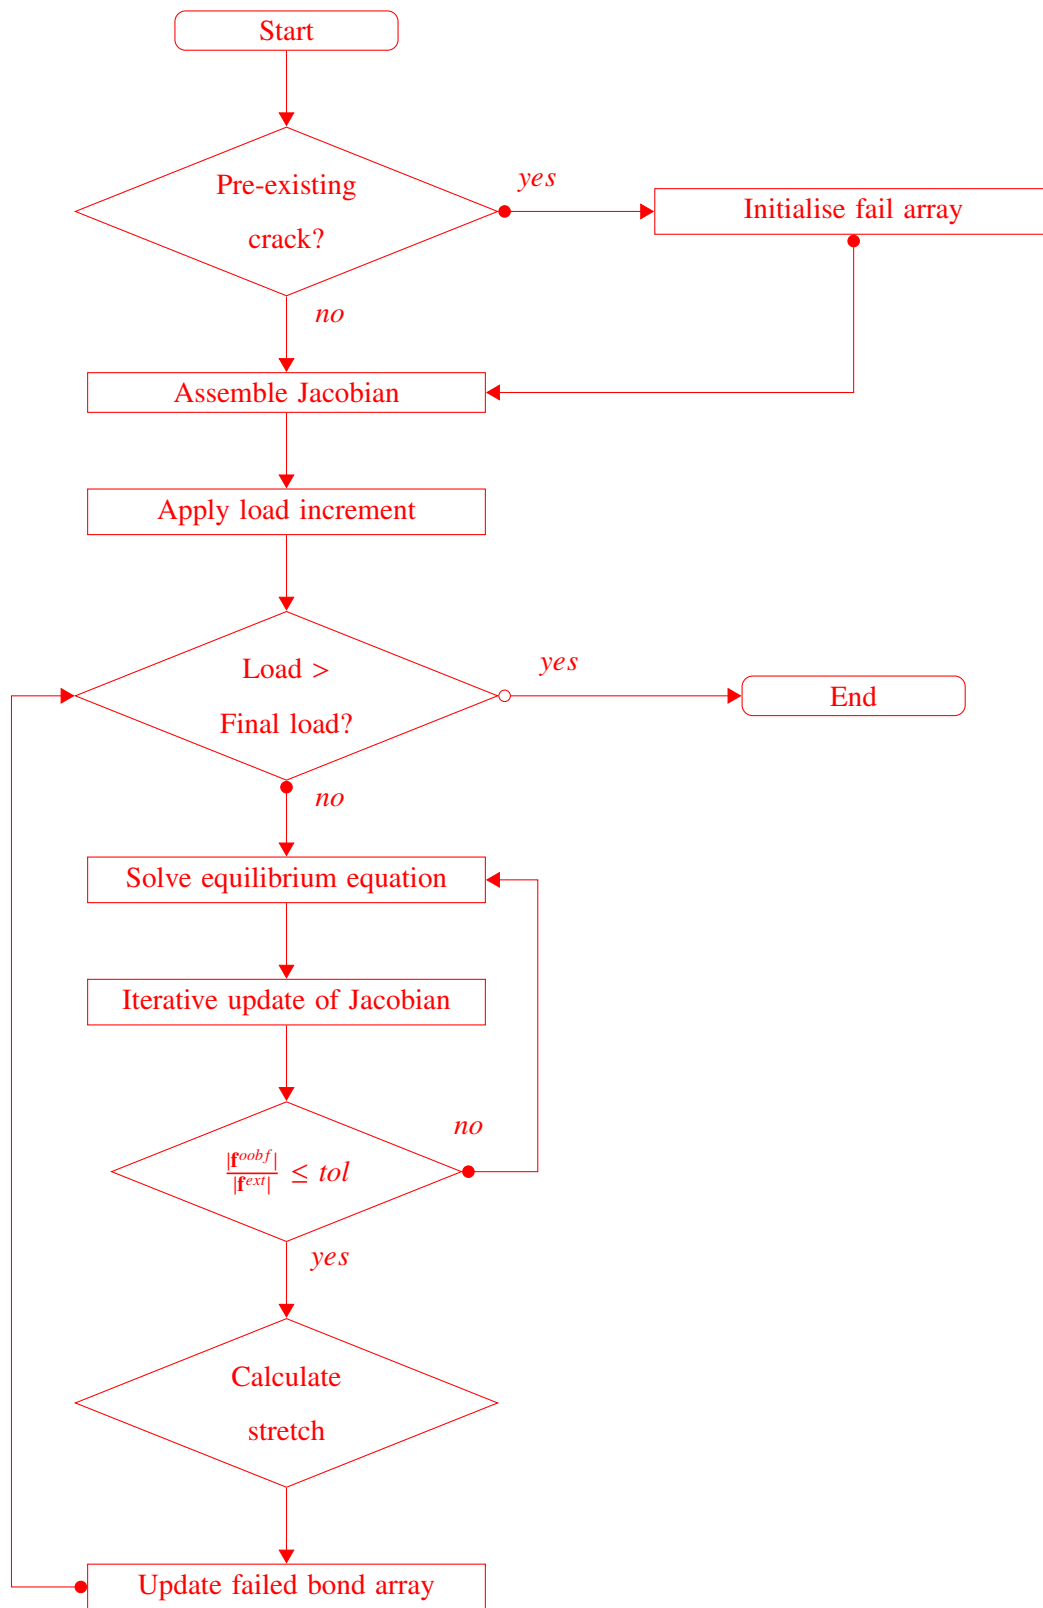 Start
Pre-existing
crack?
yes
Initialise fail array
no
Assemble Jacobian
Apply load increment
Load >
Final load?
yes
End
no
Solve equilibrium equation
Iterative update of Jacobian
|f^{oobf}| / |f^{ext}| ≤ tol
no
yes
Calculate
stretch
Update failed bond array